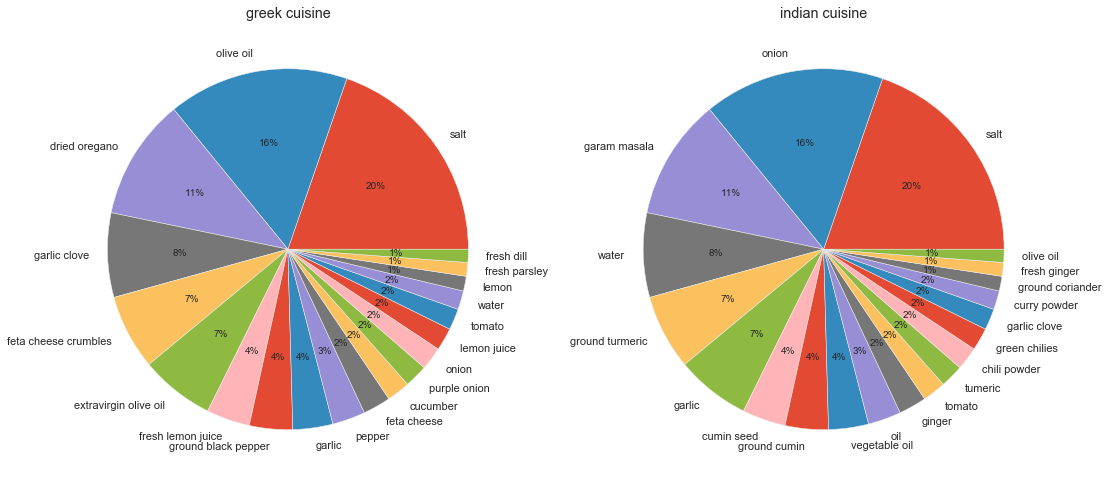 greek cuisine
salt
20%
olive oil
16%
dried oregano
11%
garlic clove
8%
feta cheese crumbles
7%
extravirgin olive oil
7%
fresh lemon juice
4%
ground black pepper
4%
garlic
4%
pepper
3%
feta cheese
2%
cucumber
2%
purple onion
2%
onion
2%
lemon juice
2%
tomato
2%
water
2%
lemon
1%
fresh parsley
1%
fresh dill
1%
indian cuisine
salt
20%
onion
16%
garam masala
11%
water
8%
ground turmeric
7%
garlic
7%
cumin seed
4%
ground cumin
4%
vegetable oil
4%
oil
3%
ginger
2%
tomato
2%
tumeric
2%
chili powder
2%
green chilies
2%
garlic clove
2%
curry powder
2%
ground coriander
1%
fresh ginger
1%
olive oil
1%